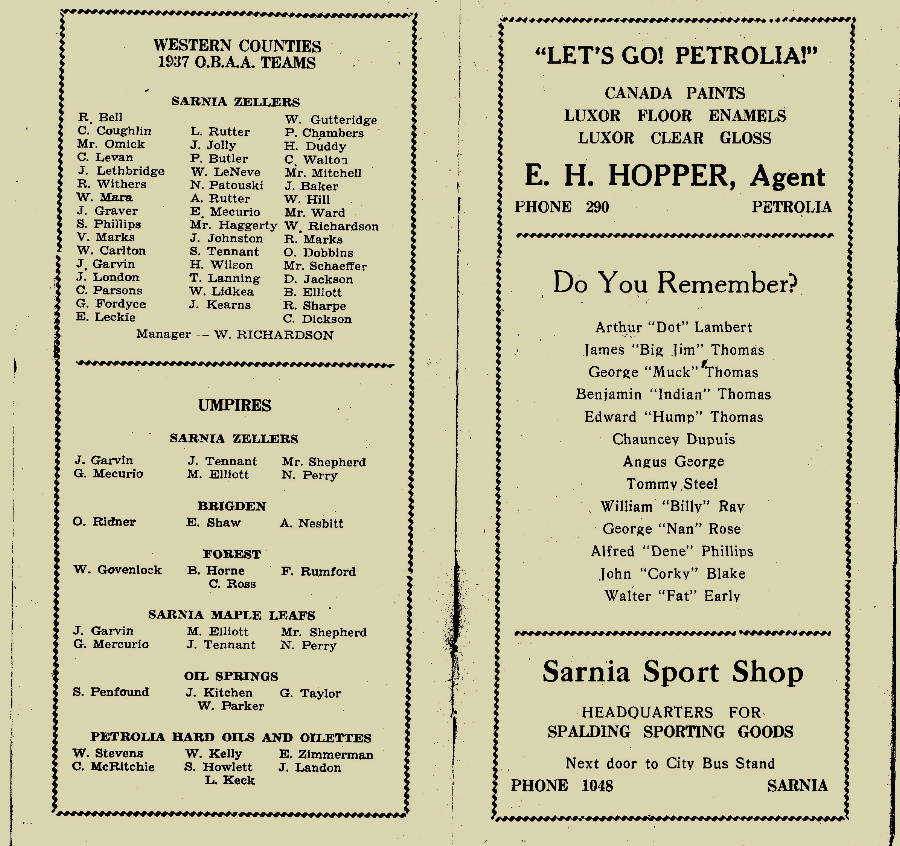 WESTERN COUNTIES
1937 O.B.A.A. TEAMS
SARNIA ZELLERS
R. Bell W. Gutteridge
C. Coughlin L. Rutter P. Chambers
Mr. Omick J. Jolly H. Duddy
C. Levan P. Butler C. Walton
J. Lethbridge W. LeNeve Mr. Mitchell
R. Withers N. Patouski J. Baker
W. Mara A. Rutter W. Hill
J. Graver E. Mecurio Mr. Ward
S. Phillips Mr. Haggerty W. Richardson
V. Marks J. Johnston R. Marks
W. Carlton S. Tennant O. Dobbins
J. Garvin H. Wilson Mr. Schaeffer
J. London T. Lanning D. Jackson
C. Parsons W. Lidkea B. Elliott
G. Fordyce J. Kearns R. Sharpe
E. Leckie C. Dickson
Manager -- W. RICHARDSON
UMPIRES
SARNIA ZELLERS
J. Garvin J. Tennant Mr. Shepherd
G. Mecurio M. Elliott N. Perry
BRIGDEN
O. Ridner E. Shaw A. Nesbitt
FOREST
W. Govenlock B. Horne F. Rumford
C. Ross
SARNIA MAPLE LEAFS
J. Garvin M. Elliott Mr. Shepherd
G. Mercurio J. Tennant N. Perry
OIL SPRINGS
S. Penfound J. Kitchen G. Taylor
W. Parker
PETROLIA HARD OILS AND OILETTES
W. Stevens W. Kelly E. Zimmerman
C. McRitchie S. Howlett J. Landon
L. Keck
"LET'S GO! PETROLIA!"
CANADA PAINTS
LUXOR FLOOR ENAMELS
LUXOR CLEAR GLOSS
E. H. HOPPER, Agent
PHONE 290 PETROLIA
Do You Remember?
Arthur "Dot" Lambert
James "Big Jim" Thomas
George "Muck" Thomas
Benjamin "Indian" Thomas
Edward "Hump" Thomas
Chauncey Dupuis
Angus George
Tommy Steel
William "Billy" Ray
George "Nan" Rose
Alfred "Dene" Phillips
John "Corky" Blake
Walter "Fat" Early
Sarnia Sport Shop
HEADQUARTERS FOR
SPALDING SPORTING GOODS
Next door to City Bus Stand
PHONE 1048 SARNIA